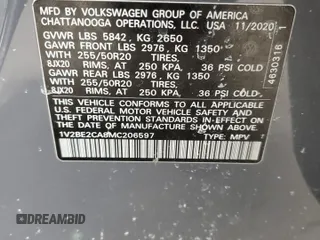 MFD BY VOLKSWAGEN GROUP OF AMERICA
CHATTANOOGA OPERATIONS, LLC. USA 11/2020
GVWR LBS 5842, KG 2650
GAWR FRONT LBS 2976, KG 1350
WITH 255/50R20 TIRES,
8JX20 RIMS, AT 250 KPA, 36 PSI COLD
GAWR REAR LBS 2976, KG 1350
WITH 255/50R20 TIRES,
8JX20 RIMS, AT 250 KPA, 36 PSI COLD
THIS VEHICLE CONFORMS TO ALL APPLICABLE
U.S. FEDERAL MOTOR VEHICLE SAFETY STANDARDS
IN EFFECT ON THE DATE OF MANUFACTURE
SHOWN ABOVE.
1V2BE2CA8MC206597 TYPE: MPV
4630316 1
DREAMBID